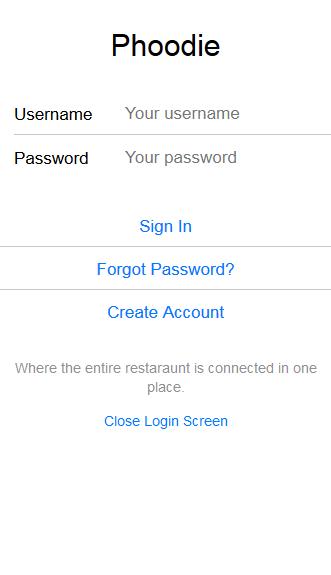 Phoodie
Username Your username
Password Your password
Sign In
Forgot Password?
Create Account
Where the entire restaraunt is connected in one
place.
Close Login Screen